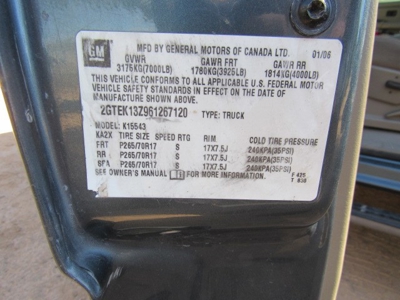 GM
MFD BY GENERAL MOTORS OF CANADA LTD. 01/06
GVWR GAWR FRT GAWR RR
3175KG(7000LB) 1780KG(3925LB) 1814KG(4000LB)
THIS VEHICLE CONFORMS TO ALL APPLICABLE U.S. FEDERAL MOTOR
VEHICLE SAFETY STANDARDS IN EFFECT ON THE DATE OF
MANUFACTURE SHOWN ABOVE.
2GTEK13Z961267120 TYPE: TRUCK
MODEL: K15543
KA2X TIRE SIZE SPEED RTG RIM COLD TIRE PRESSURE
FRT P265/70R17 S 17X7.5J 240KPA(35PSI)
RR P265/70R17 S 17X7.5J 240KPA(35PSI)
SPA P265/70R17 S 17X7.5J 240KPA(35PSI)
SEE OWNER'S MANUAL FOR MORE INFORMATION.